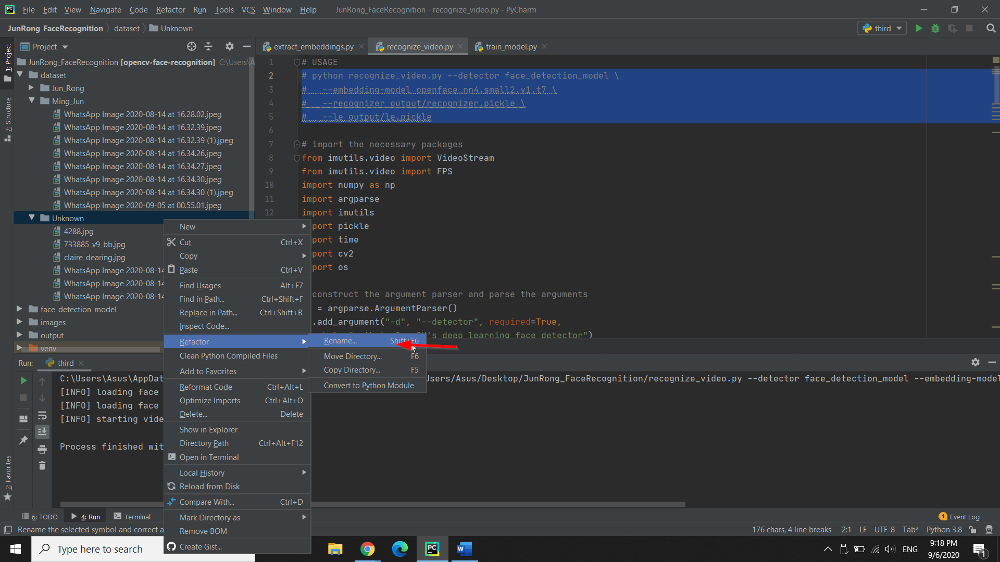 File Edit View Navigate Code Refactor Run Tools VCS Window Help JunRong_FaceRecognition - recognize_video.py - PyCharm
JunRong_FaceRecognition dataset Unknown third
1: Project
7: Structure
2: Favorites
Project
JunRong_FaceRecognition [opencv-face-recognition] C:\Users\A
dataset
Jun_Rong
Ming_Jun
WhatsApp Image 2020-08-14 at 16.28.02.jpeg
WhatsApp Image 2020-08-14 at 16.32.39.jpeg
WhatsApp Image 2020-08-14 at 16.32.39 (1).jpeg
WhatsApp Image 2020-08-14 at 16.34.26.jpeg
WhatsApp Image 2020-08-14 at 16.34.27.jpeg
WhatsApp Image 2020-08-14 at 16.34.30.jpeg
WhatsApp Image 2020-08-14 at 16.34.30 (1).jpeg
WhatsApp Image 2020-09-05 at 00.55.01.jpeg
Unknown
4288.jpg
733885_v9_bb.jpg
claire_dearing.jpg
WhatsApp Image 2020-08-14
WhatsApp Image 2020-08-14
WhatsApp Image 2020-08-14
face_detection_model
images
output
venv
extract_embeddings.py recognize_video.py train_model.py
1 # USAGE
2 # python recognize_video.py --detector face_detection_model \
3 # --embedding-model openface_nn4.small2.v1.t7 \
4 # --recognizer output/recognizer.pickle \
5 # --le output/le.pickle
6
7 # import the necessary packages
8 from imutils.video import VideoStream
9 from imutils.video import FPS
10 import numpy as np
11 import argparse
12 import imutils
port pickle
port time
port cv2
port os
construct the argument parser and parse the arguments
= argparse.ArgumentParser()
.add_argument("-d", "--detector", required=True,
's deep learning face detector")
New
Cut Ctrl+X
Copy
Paste Ctrl+V
Find Usages Alt+F7
Find in Path... Ctrl+Shift+F
Replace in Path... Ctrl+Shift+R
Inspect Code...
Refactor
Clean Python Compiled Files
Add to Favorites
Reformat Code Ctrl+Alt+L
Optimize Imports Ctrl+Alt+O
Delete... Delete
Show in Explorer
Directory Path Ctrl+Alt+F12
Open in Terminal
Local History
Reload from Disk
Compare With... Ctrl+D
Mark Directory as
Remove BOM
Create Gist...
Rename... Shift+F6
Move Directory... F6
Copy Directory... F5
Convert to Python Module
Run: third
C:\Users\Asus\AppDat sers/Asus/Desktop/JunRong_FaceRecognition/recognize_video.py --detector face_detection_model --embedding-model
[INFO] loading face
[INFO] loading face
[INFO] starting vide
Process finished wit
6: TODO 4: Run Terminal 1 Event Log
Rename the selected symbol and correct a 176 chars, 4 line breaks 2:1 LF UTF-8 Tab* Python 3.8
Type here to search PC W ENG 9:18 PM 1
9/6/2020